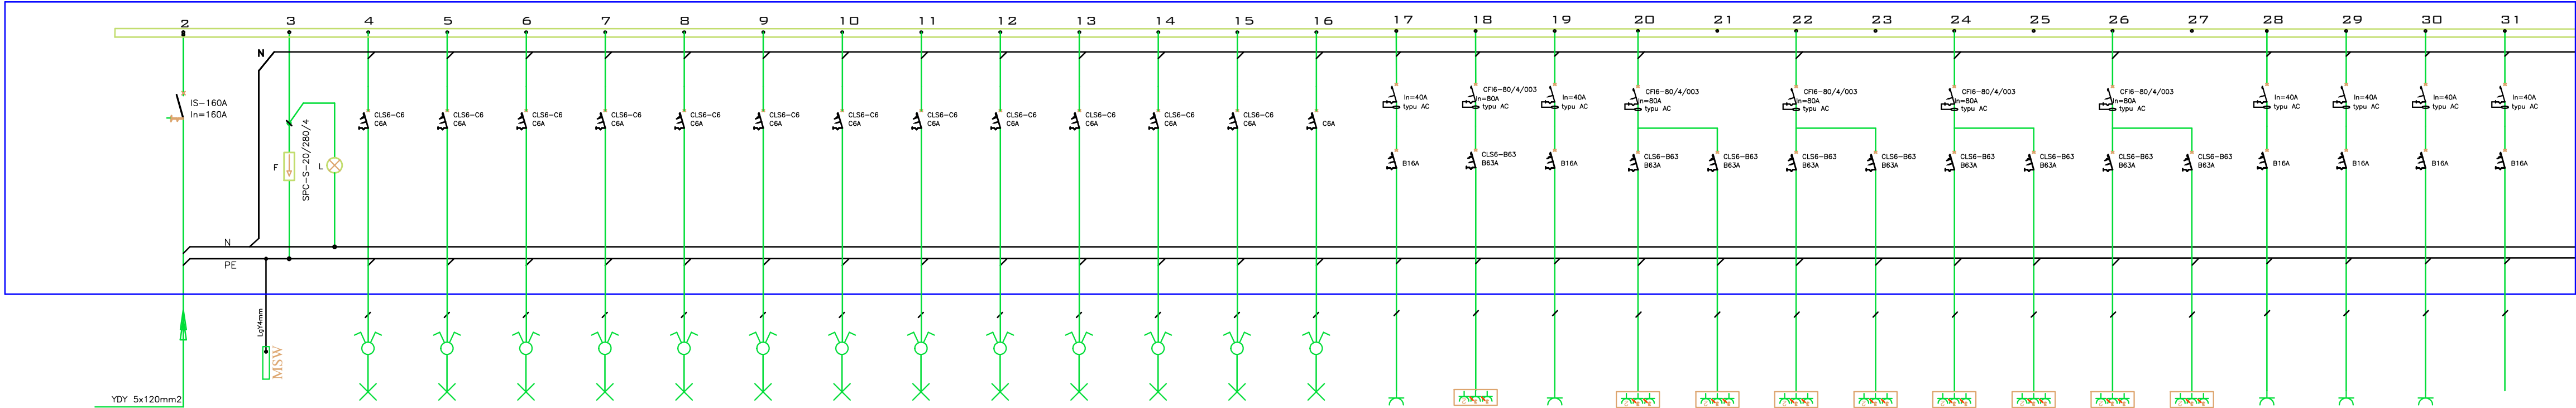 2 3 4 5 6 7 8 9 10 11 12 13 14 15 16 17 18 19 20 21 22 23 24 25 26 27 28 29 30 31
N
IS-160A
In=160A
F
SPC-S-20/280/4
L
CLS6-C6
C6A
CLS6-C6
C6A
CLS6-C6
C6A
CLS6-C6
C6A
CLS6-C6
C6A
CLS6-C6
C6A
CLS6-C6
C6A
CLS6-C6
C6A
CLS6-C6
C6A
CLS6-C6
C6A
CLS6-C6
C6A
CLS6-C6
C6A
C6A
In=40A
typu AC
B16A
CFI6-80/4/003
In=80A
typu AC
CLS6-B63
B63A
In=40A
typu AC
B16A
CFI6-80/4/003
In=80A
typu AC
CLS6-B63
B63A
CLS6-B63
B63A
CFI6-80/4/003
In=80A
typu AC
CLS6-B63
B63A
CLS6-B63
B63A
CFI6-80/4/003
In=80A
typu AC
CLS6-B63
B63A
CLS6-B63
B63A
CFI6-80/4/003
In=80A
typu AC
CLS6-B63
B63A
CLS6-B63
B63A
In=40A
typu AC
B16A
In=40A
typu AC
B16A
In=40A
typu AC
B16A
In=40A
typu AC
B16A
N
PE
LgY4mm
MSW
YDY 5x120mm2